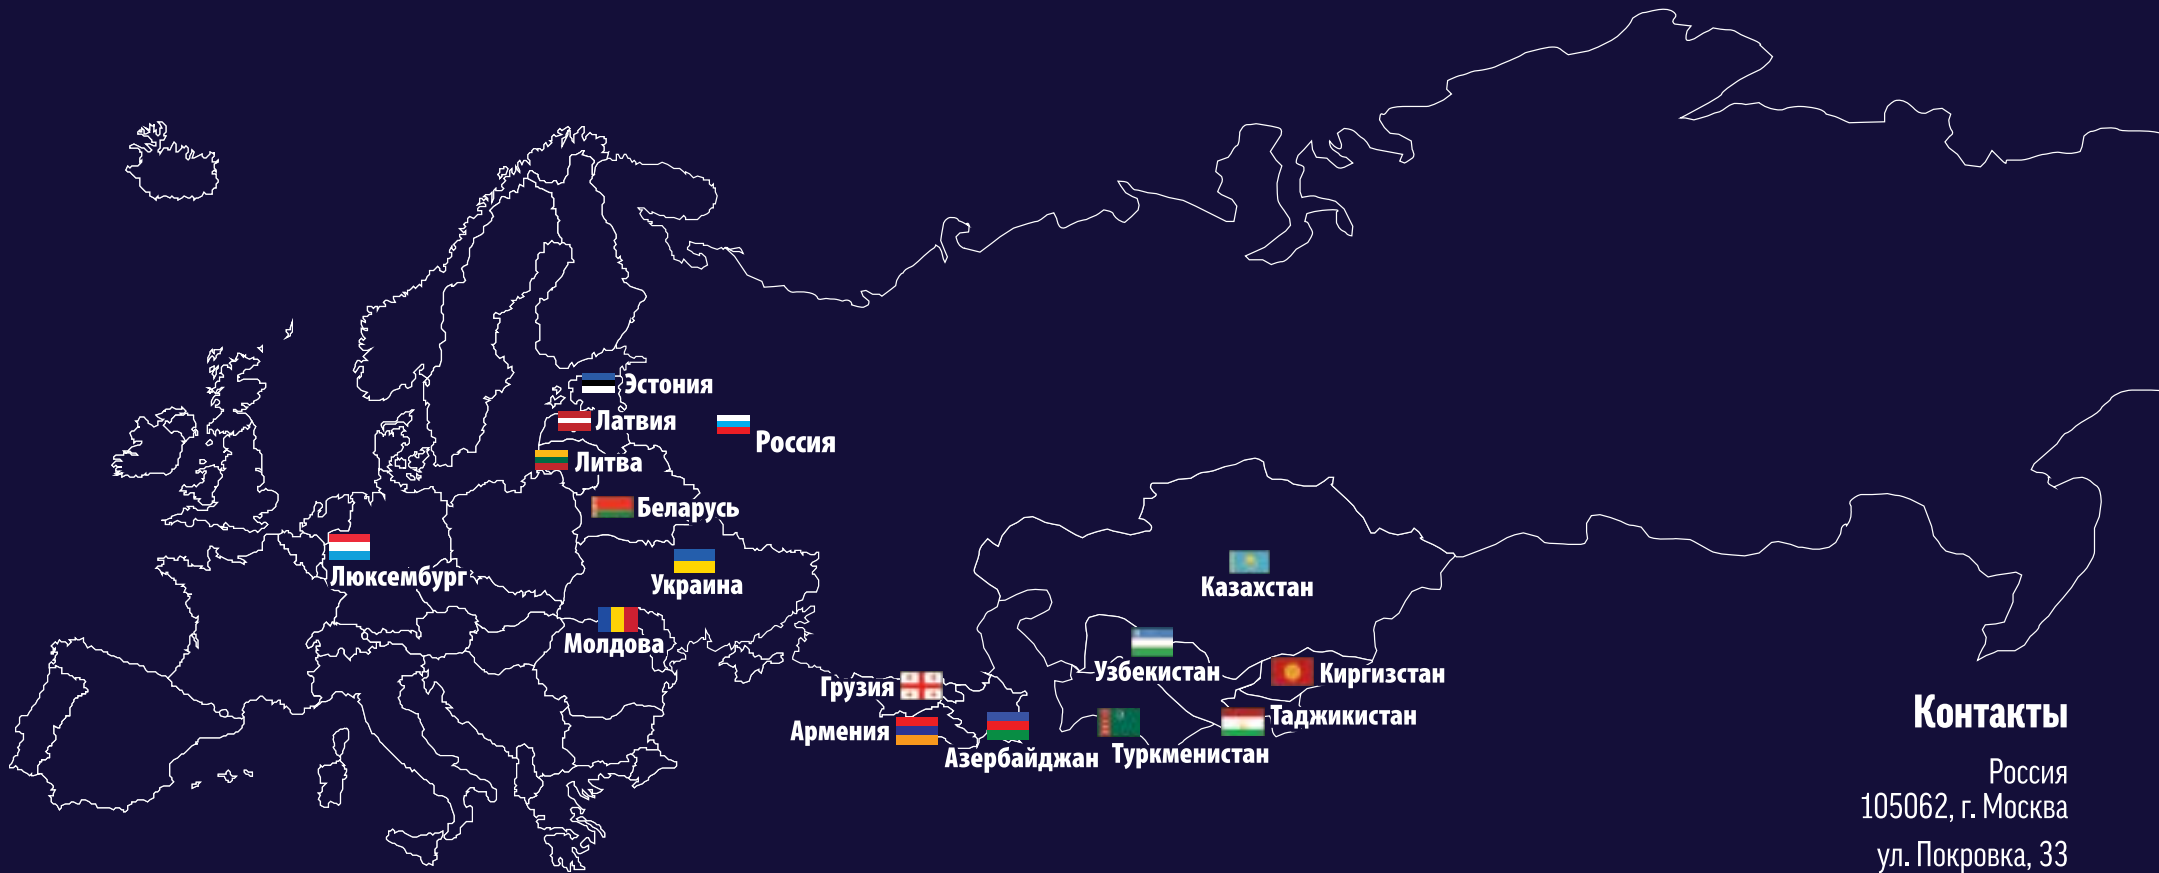 Эстония
Латвия
Россия
Литва
Беларусь
Люксембург
Украина
Казахстан
Молдова
Узбекистан
Киргизстан
Грузия
Таджикистан
Армения
Азербайджан
Туркменистан
Контакты
Россия
105062, г. Москва
ул. Покровка, 33